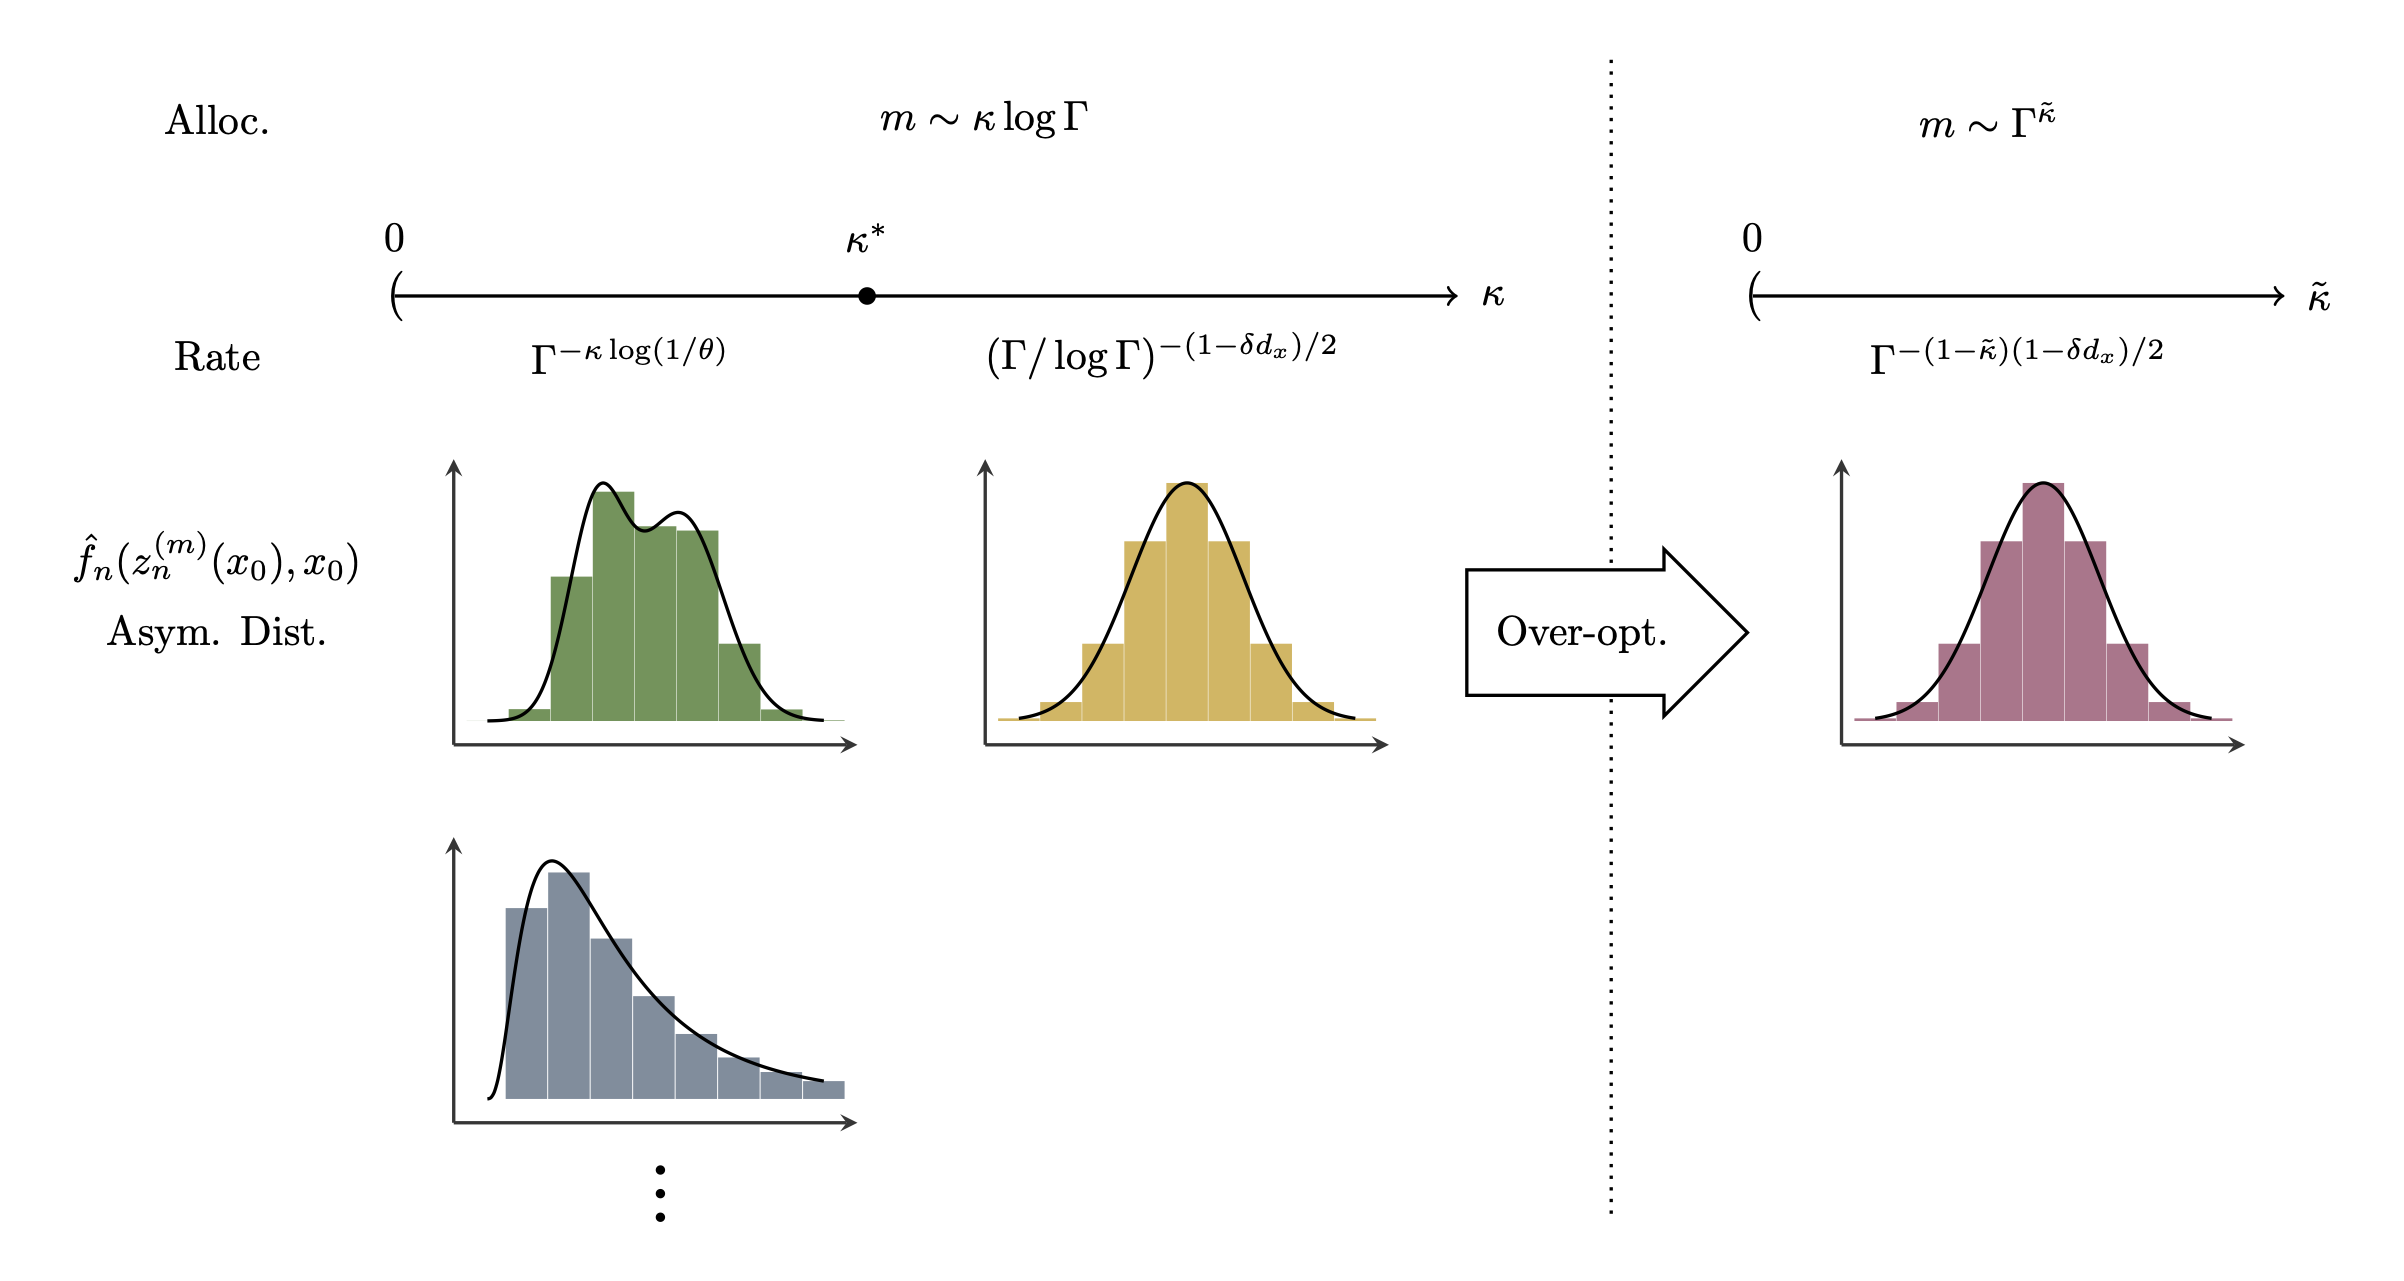 Alloc.
m ∼ κ log Γ
m ∼ Γ^κ̃
0
κ*
κ
0
κ̃
Rate
Γ^{−κ log(1/θ)}
(Γ/ log Γ)^{−(1−δd_x)/2}
Γ^{−(1−κ̃)(1−δd_x)/2}
f̂_n(z_n^{(m)}(x_0), x_0)
Asym. Dist.
Over-opt.